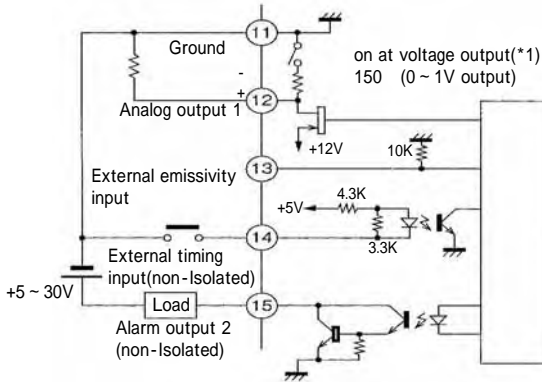 11
Ground
on at voltage output(*1)
150 (0 ~ 1V output)
-
+
12
Analog output 1
+12V
13
10K
External emissivity
input
+5V
4.3K
14
3.3K
External timing
input(non-Isolated)
+5 ~ 30V
Load
15
Alarm output 2
(non-Isolated)